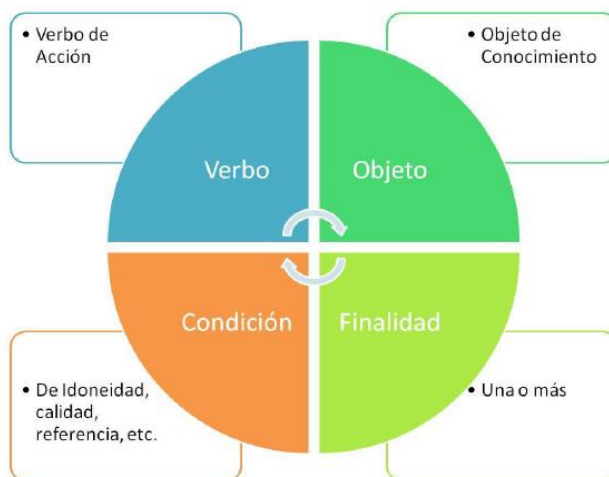 • Verbo de
Acción
• Objeto de
Conocimiento
Verbo
Objeto
Condición
Finalidad
• De Idoneidad,
calidad,
referencia, etc.
• Una o más